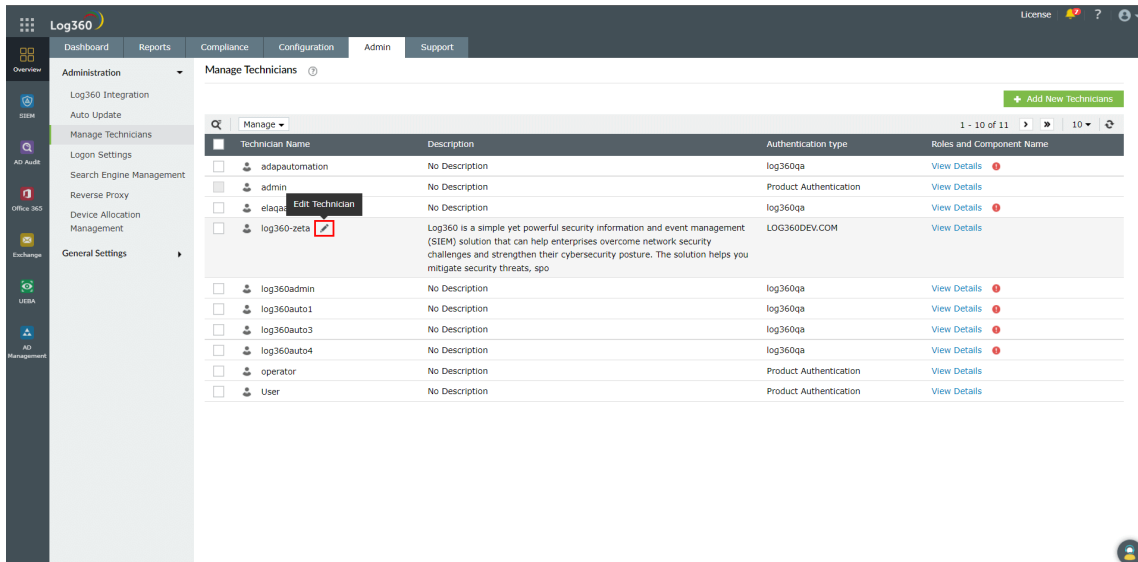 Log360
License
7
?
Dashboard Reports Compliance Configuration Admin Support
Overview
SIEM
AD Audit
Office 365
Exchange
UEBA
AD
Management
Administration
Log360 Integration
Auto Update
Manage Technicians
Logon Settings
Search Engine Management
Reverse Proxy
Device Allocation
Management
General Settings
Manage Technicians ?
+ Add New Technicians
Manage
1 - 10 of 11 10
Technician Name Description Authentication type Roles and Component Name
adapautomation No Description log360qa View Details
admin No Description Product Authentication View Details
Edit Technician
No Description log360qa View Details
log360-zeta Log360 is a simple yet powerful security information and event management LOG360DEV.COM View Details
(SIEM) solution that can help enterprises overcome network security
challenges and strengthen their cybersecurity posture. The solution helps you
mitigate security threats, spo
log360admin No Description log360qa View Details
log360auto1 No Description log360qa View Details
log360auto3 No Description log360qa View Details
log360auto4 No Description log360qa View Details
operator No Description Product Authentication View Details
User No Description Product Authentication View Details